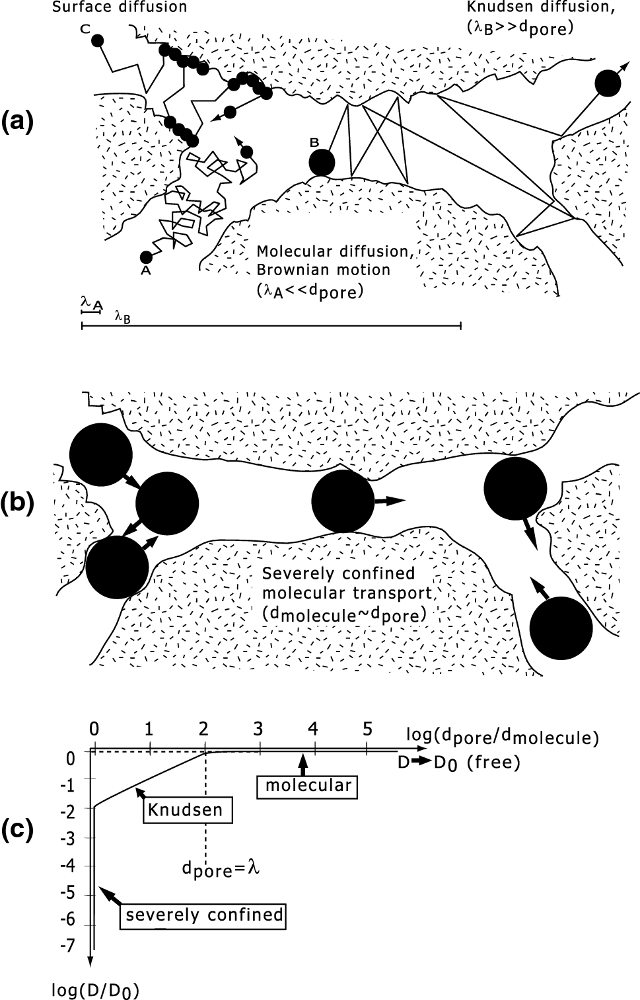 Surface diffusion
Knudsen diffusion,
(λB>>dpore)
C
(a)
B
A
Molecular diffusion,
Brownian motion
(λA<<dpore)
λA
λB
(b)
Severely confined
molecular transport
(dmolecule~dpore)
(c)
0 1 2 3 4 5
log(dpore/dmolecule)
D→D0 (free)
0
-1
-2
-3
-4
-5
-6
-7
molecular
Knudsen
dpore=λ
severely confined
log(D/D0)